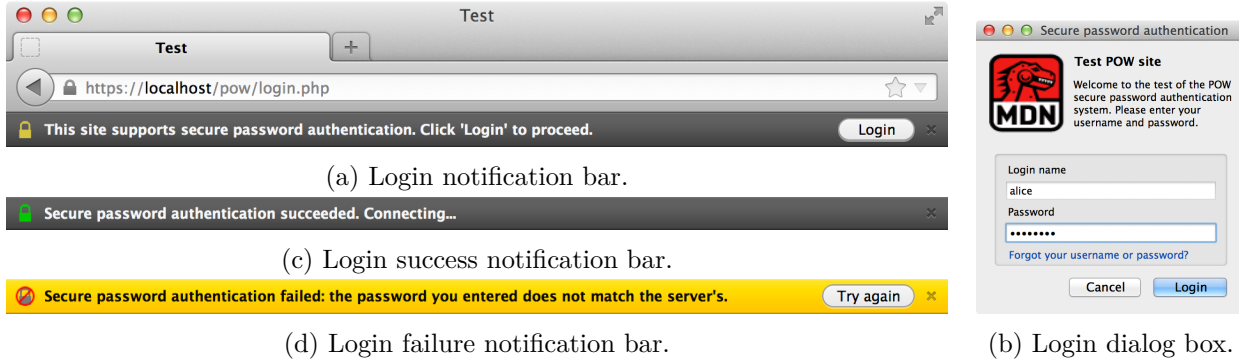 Test
Test
https://localhost/pow/login.php
This site supports secure password authentication. Click 'Login' to proceed.
Login
(a) Login notification bar.
Secure password authentication succeeded. Connecting...
(c) Login success notification bar.
Secure password authentication failed: the password you entered does not match the server's.
Try again
(d) Login failure notification bar.
Secure password authentication
MDN
Test POW site
Welcome to the test of the POW
secure password authentication
system. Please enter your
username and password.
Login name
alice
Password
••••••••
Forgot your username or password?
Cancel
Login
(b) Login dialog box.